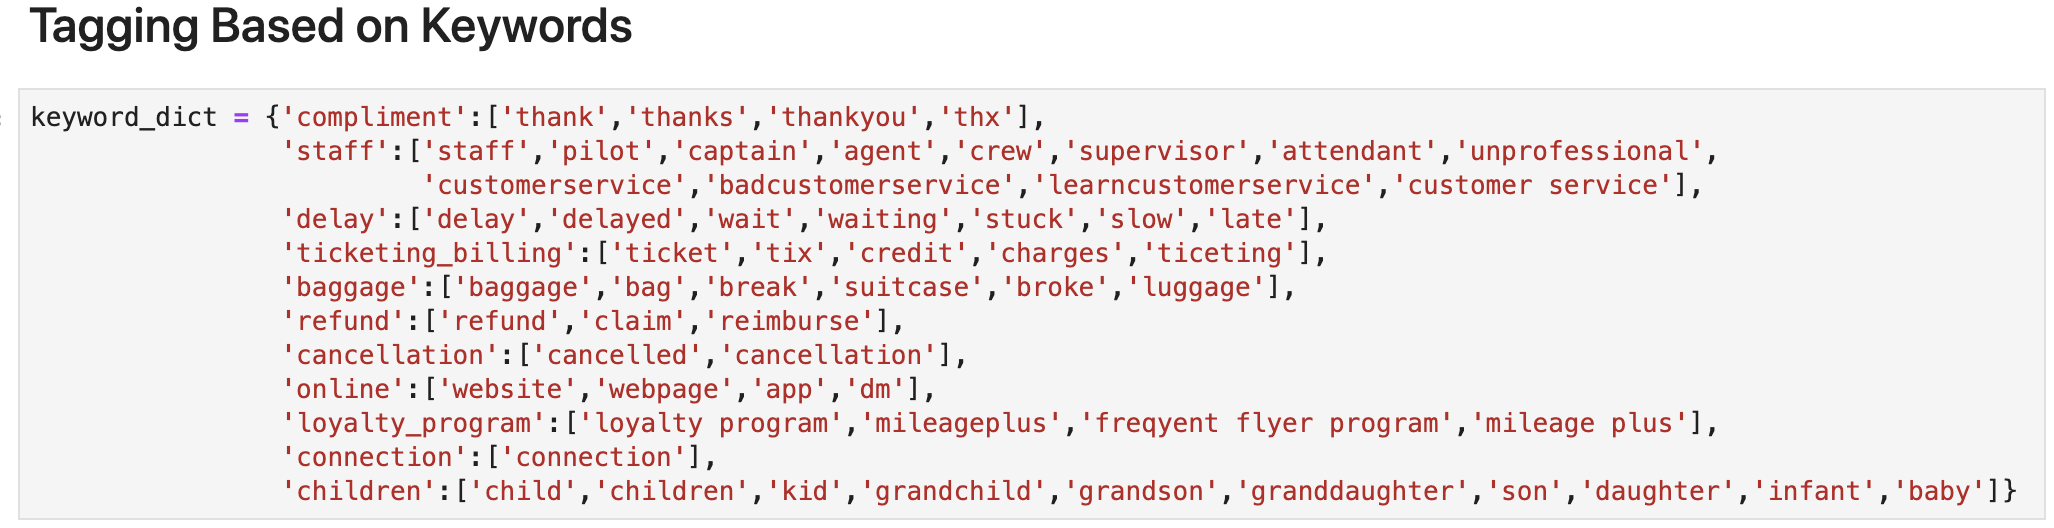 Tagging Based on Keywords
keyword_dict = {'compliment':['thank','thanks','thankyou','thx'],
'staff':['staff','pilot','captain','agent','crew','supervisor','attendant','unprofessional',
'customerservice','badcustomerservice','learncustomerservice','customer service'],
'delay':['delay','delayed','wait','waiting','stuck','slow','late'],
'ticketing_billing':['ticket','tix','credit','charges','ticeting'],
'baggage':['baggage','bag','break','suitcase','broke','luggage'],
'refund':['refund','claim','reimburse'],
'cancellation':['cancelled','cancellation'],
'online':['website','webpage','app','dm'],
'loyalty_program':['loyalty program','mileageplus','freqyent flyer program','mileage plus'],
'connection':['connection'],
'children':['child','children','kid','grandchild','grandson','granddaughter','son','daughter','infant','baby']}